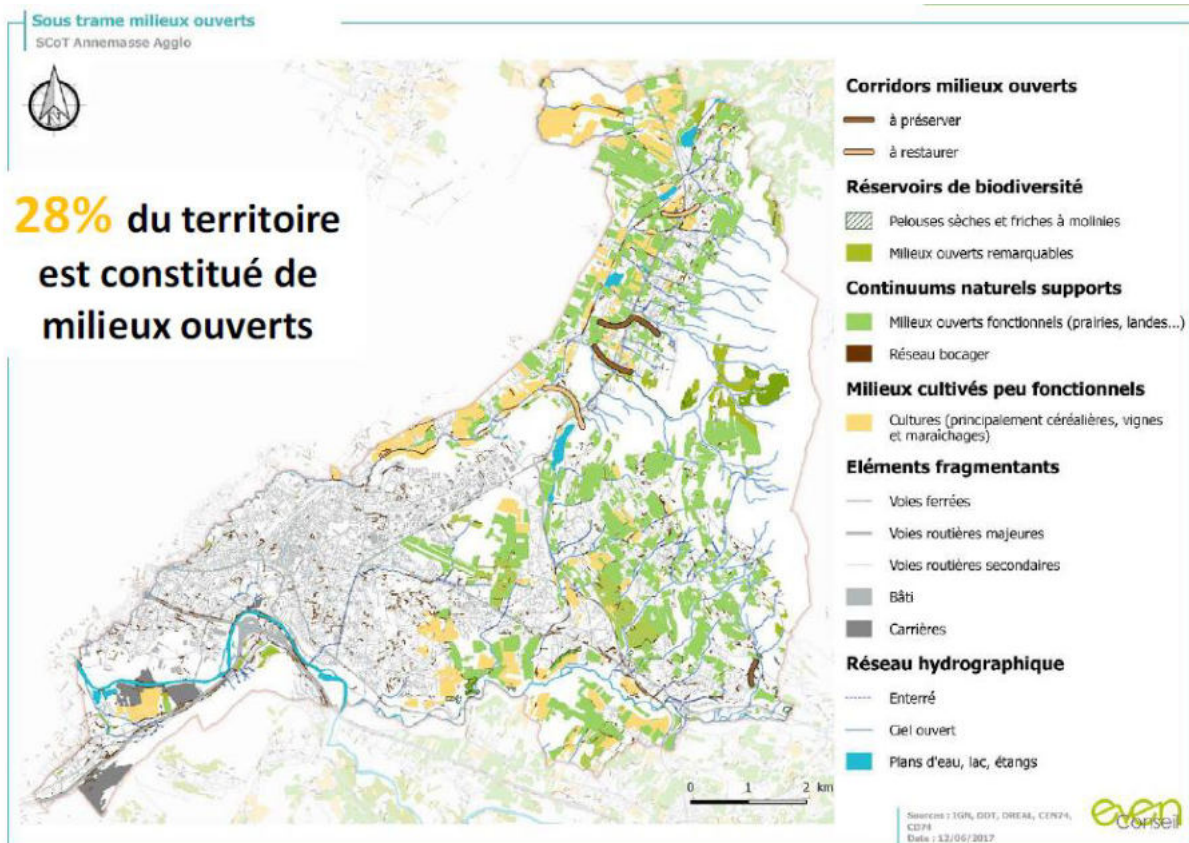 Sous trame milieux ouverts
SCoT Annemasse Agglo
28% du territoire
est constitué de
milieux ouverts
Corridors milieux ouverts
à préserver
à restaurer
Réservoirs de biodiversité
Pelouses sèches et friches à molinies
Milieux ouverts remarquables
Continuums naturels supports
Milieux ouverts fonctionnels (prairies, landes...)
Réseau bocager
Milieux cultivés peu fonctionnels
Cultures (principalement céréalières, vignes
et maraîchages)
Eléments fragmentants
Voies ferrées
Voies routières majeures
Voies routières secondaires
Bâti
Carrières
Réseau hydrographique
Enterré
Ciel ouvert
Plans d'eau, lac, étangs
0 1 2 km
Sources : IGN, DDT, DREAL, CEN74,
CD74
Date : 12/06/2017
even
Conseil